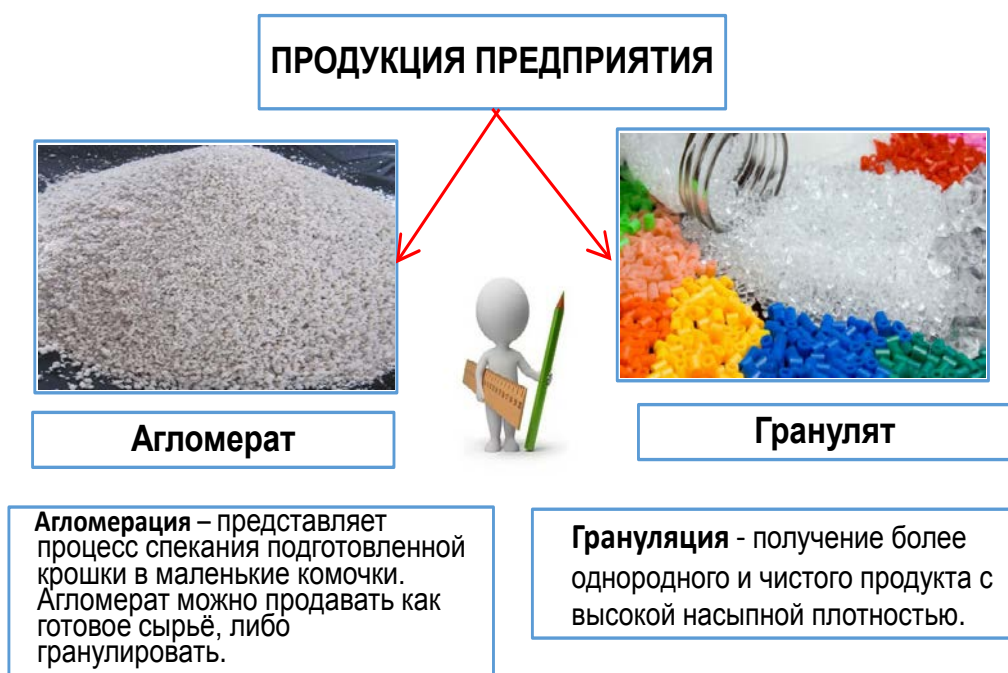 ПРОДУКЦИЯ ПРЕДПРИЯТИЯ
Агломерат
Гранулят
Агломерация – представляет
процесс спекания подготовленной
крошки в маленькие комочки.
Агломерат можно продавать как
готовое сырьё, либо
гранулировать.
Грануляция - получение более
однородного и чистого продукта с
высокой насыпной плотностью.